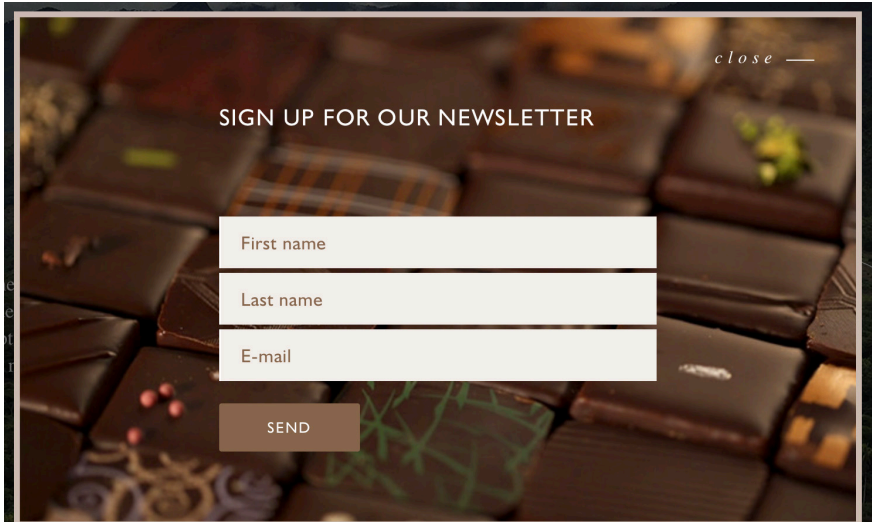 close
SIGN UP FOR OUR NEWSLETTER
First name
Last name
E-mail
SEND